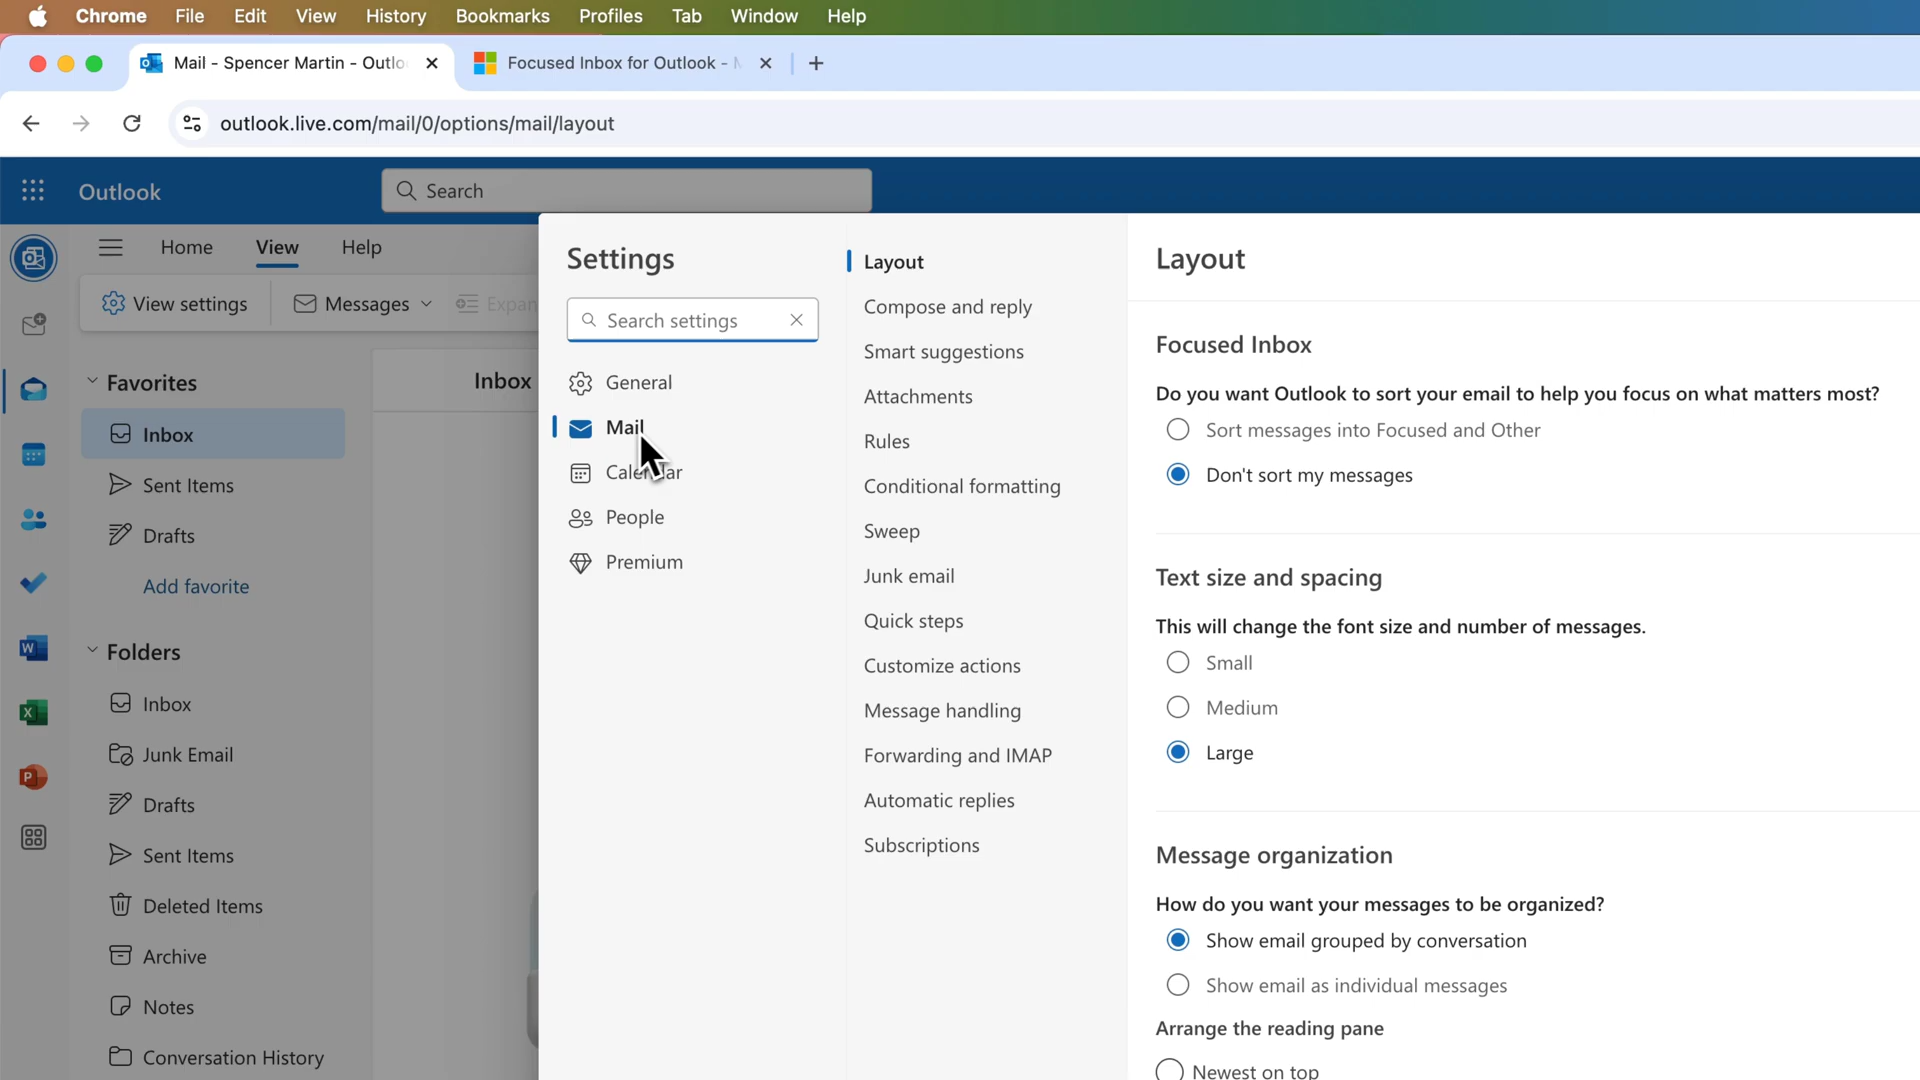 Chrome File Edit View History Bookmarks Profiles Tab Window Help
Mail - Spencer Martin - Outlo
Focused Inbox for Outlook -
outlook.live.com/mail/0/options/mail/layout
Outlook
Search
Home View Help
View settings
Messages
Expan
Favorites
Inbox
Sent Items
Drafts
Add favorite
Folders
Inbox
Junk Email
Drafts
Sent Items
Deleted Items
Archive
Notes
Conversation History
Inbox
Settings
Search settings
General
Mail
Calendar
People
Premium
Layout
Compose and reply
Smart suggestions
Attachments
Rules
Conditional formatting
Sweep
Junk email
Quick steps
Customize actions
Message handling
Forwarding and IMAP
Automatic replies
Subscriptions
Layout
Focused Inbox
Do you want Outlook to sort your email to help you focus on what matters most?
Sort messages into Focused and Other
Don't sort my messages
Text size and spacing
This will change the font size and number of messages.
Small
Medium
Large
Message organization
How do you want your messages to be organized?
Show email grouped by conversation
Show email as individual messages
Arrange the reading pane
Newest on top